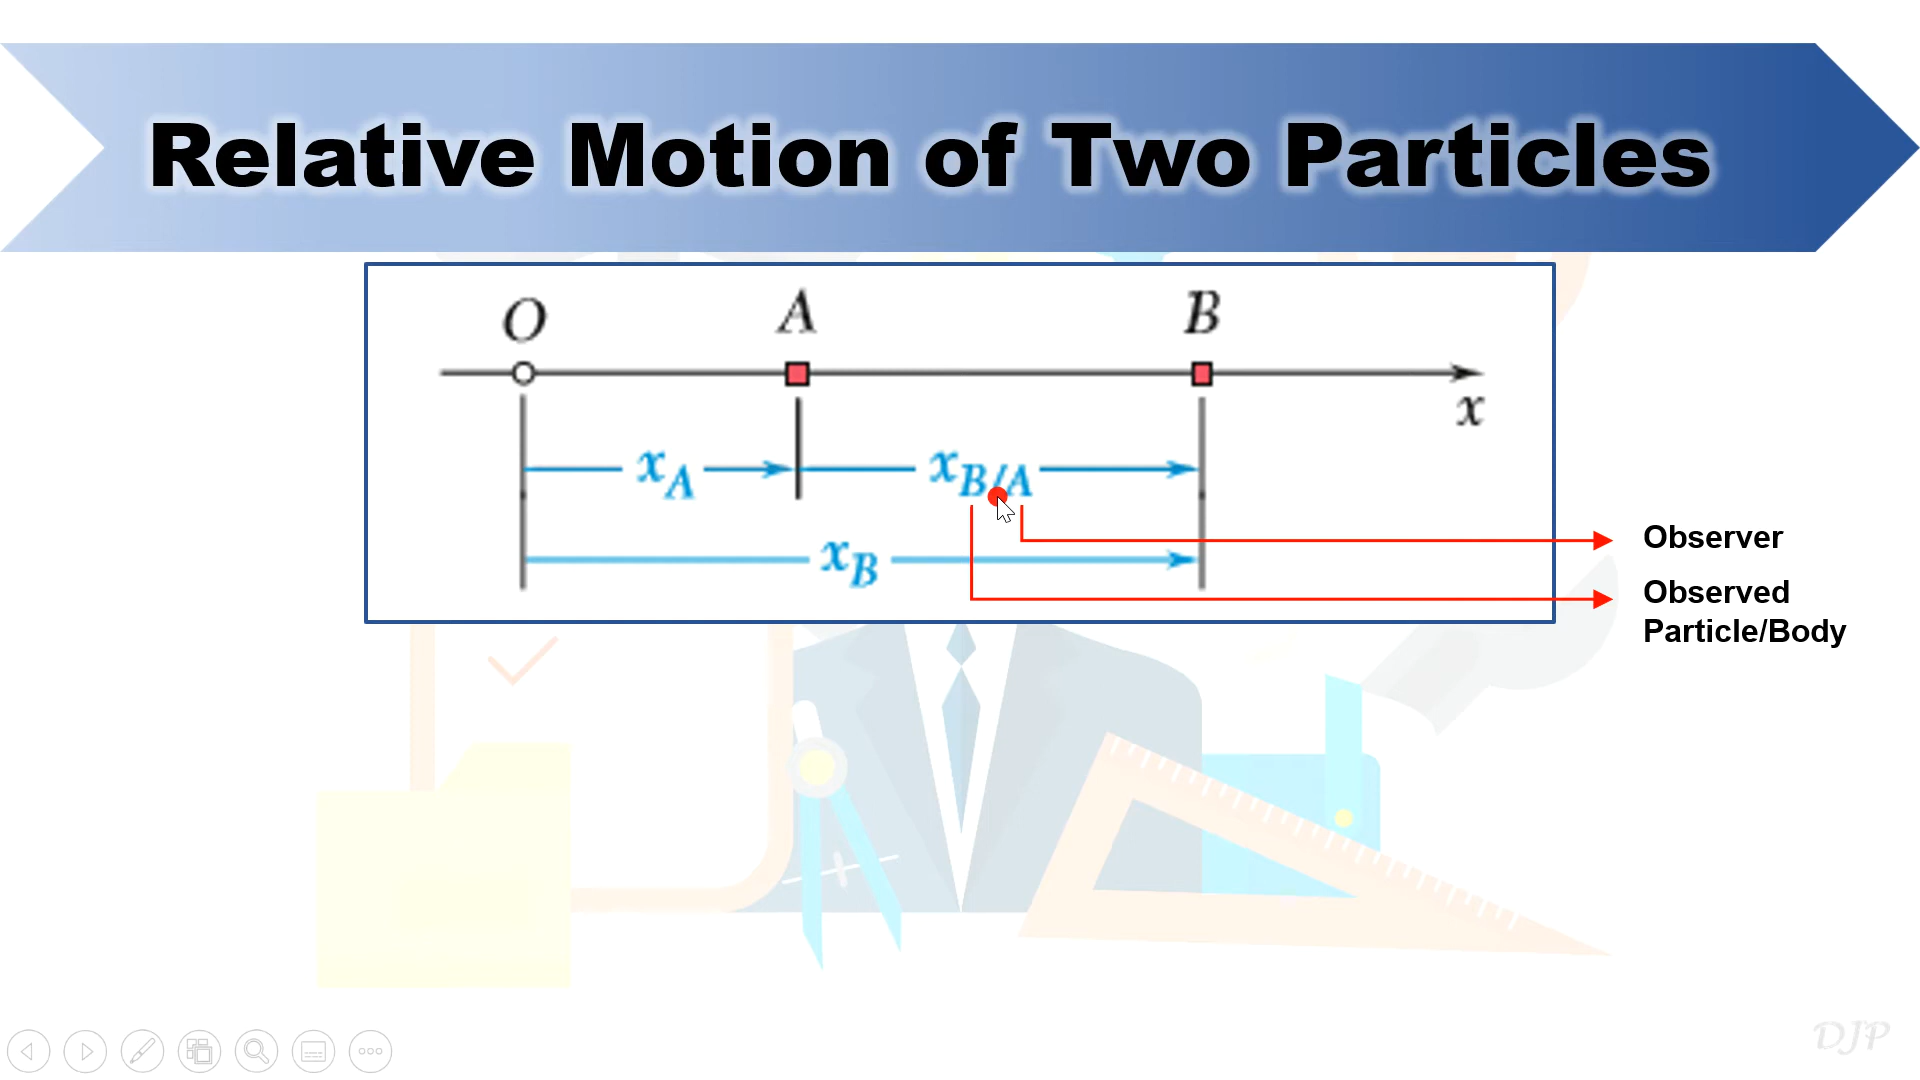 Relative Motion of Two Particles
O A B
x
xA xB/A
xB
Observer
Observed
Particle/Body
DJP